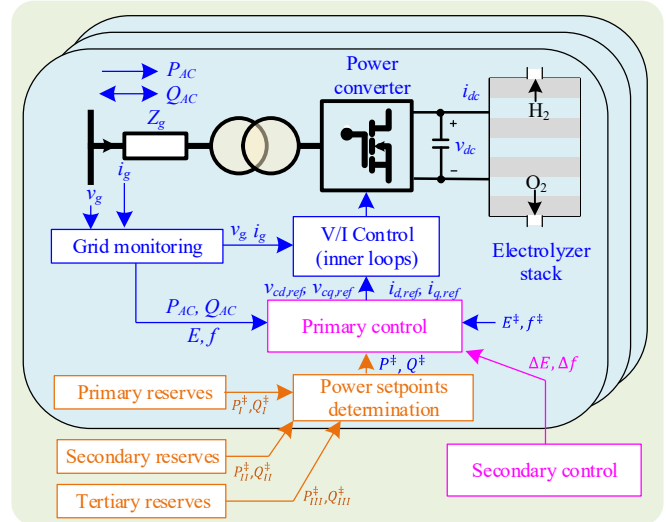 P_AC
Q_AC
Power
converter
Z_g
i_dc
H₂
+
v_dc
−
i_g
v_g
O₂
Grid monitoring
v_g, i_g
V/I Control
(inner loops)
Electrolyzer
stack
v_cd,ref, v_cq,ref
i_d,ref, i_q,ref
P_AC, Q_AC
E, f
Primary control
E‡, f‡
P‡, Q‡
ΔE, Δf
Primary reserves
P_I‡, Q_I‡
Power setpoints
determination
Secondary reserves
P_II‡, Q_II‡
Secondary control
Tertiary reserves
P_III‡, Q_III‡